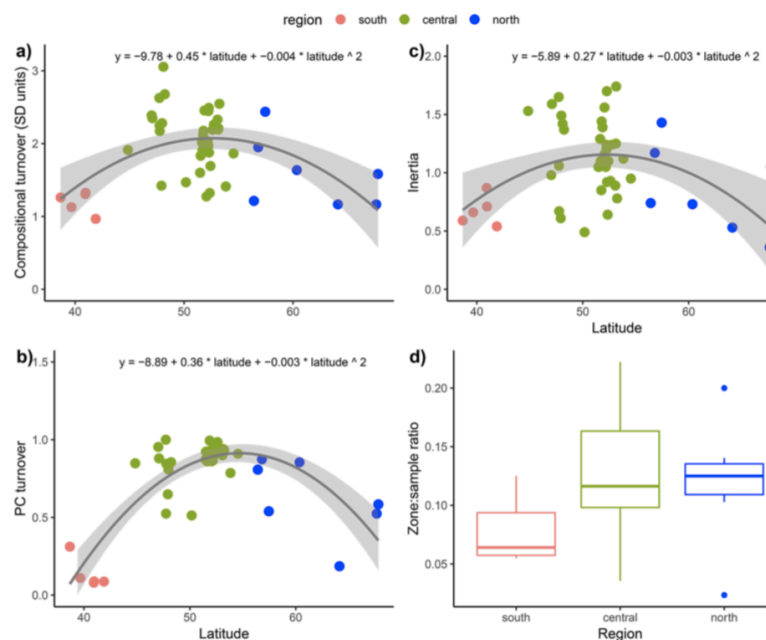 region south central north
a)
y = −9.78 + 0.45 * latitude + −0.004 * latitude ^ 2
Compositional turnover (SD units)
3
2
1
0
40 50 60
c)
y = −5.89 + 0.27 * latitude + −0.003 * latitude ^ 2
Inertia
2.0
1.5
1.0
0.5
0.0
40 50 60
Latitude
b)
y = −8.89 + 0.36 * latitude + −0.003 * latitude ^ 2
PC turnover
1.5
1.0
0.5
0.0
40 50 60
Latitude
d)
Zone:sample ratio
0.20
0.15
0.10
0.05
south central north
Region